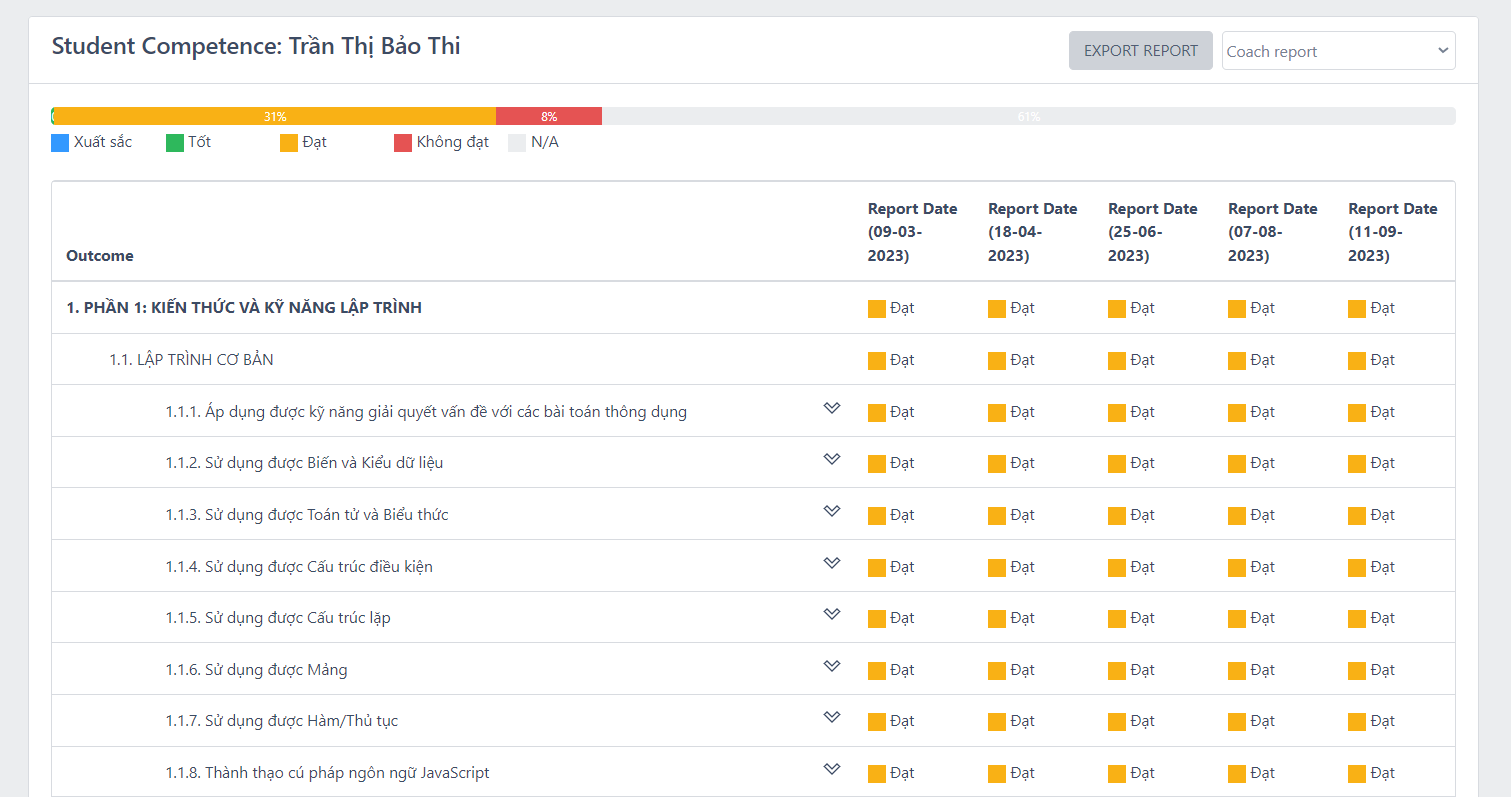 Student Competence: Trần Thị Bảo Thi
EXPORT REPORT
Coach report
31%
8%
61%
Xuất sắc
Tốt
Đạt
Không đạt
N/A
Outcome
Report Date
(09-03-
2023)
Report Date
(18-04-
2023)
Report Date
(25-06-
2023)
Report Date
(07-08-
2023)
Report Date
(11-09-
2023)
1. PHẦN 1: KIẾN THỨC VÀ KỸ NĂNG LẬP TRÌNH Đạt Đạt Đạt Đạt Đạt
1.1. LẬP TRÌNH CƠ BẢN Đạt Đạt Đạt Đạt Đạt
1.1.1. Áp dụng được kỹ năng giải quyết vấn đề với các bài toán thông dụng Đạt Đạt Đạt Đạt Đạt
1.1.2. Sử dụng được Biến và Kiểu dữ liệu Đạt Đạt Đạt Đạt Đạt
1.1.3. Sử dụng được Toán tử và Biểu thức Đạt Đạt Đạt Đạt Đạt
1.1.4. Sử dụng được Cấu trúc điều kiện Đạt Đạt Đạt Đạt Đạt
1.1.5. Sử dụng được Cấu trúc lặp Đạt Đạt Đạt Đạt Đạt
1.1.6. Sử dụng được Mảng Đạt Đạt Đạt Đạt Đạt
1.1.7. Sử dụng được Hàm/Thủ tục Đạt Đạt Đạt Đạt Đạt
1.1.8. Thành thạo cú pháp ngôn ngữ JavaScript Đạt Đạt Đạt Đạt Đạt